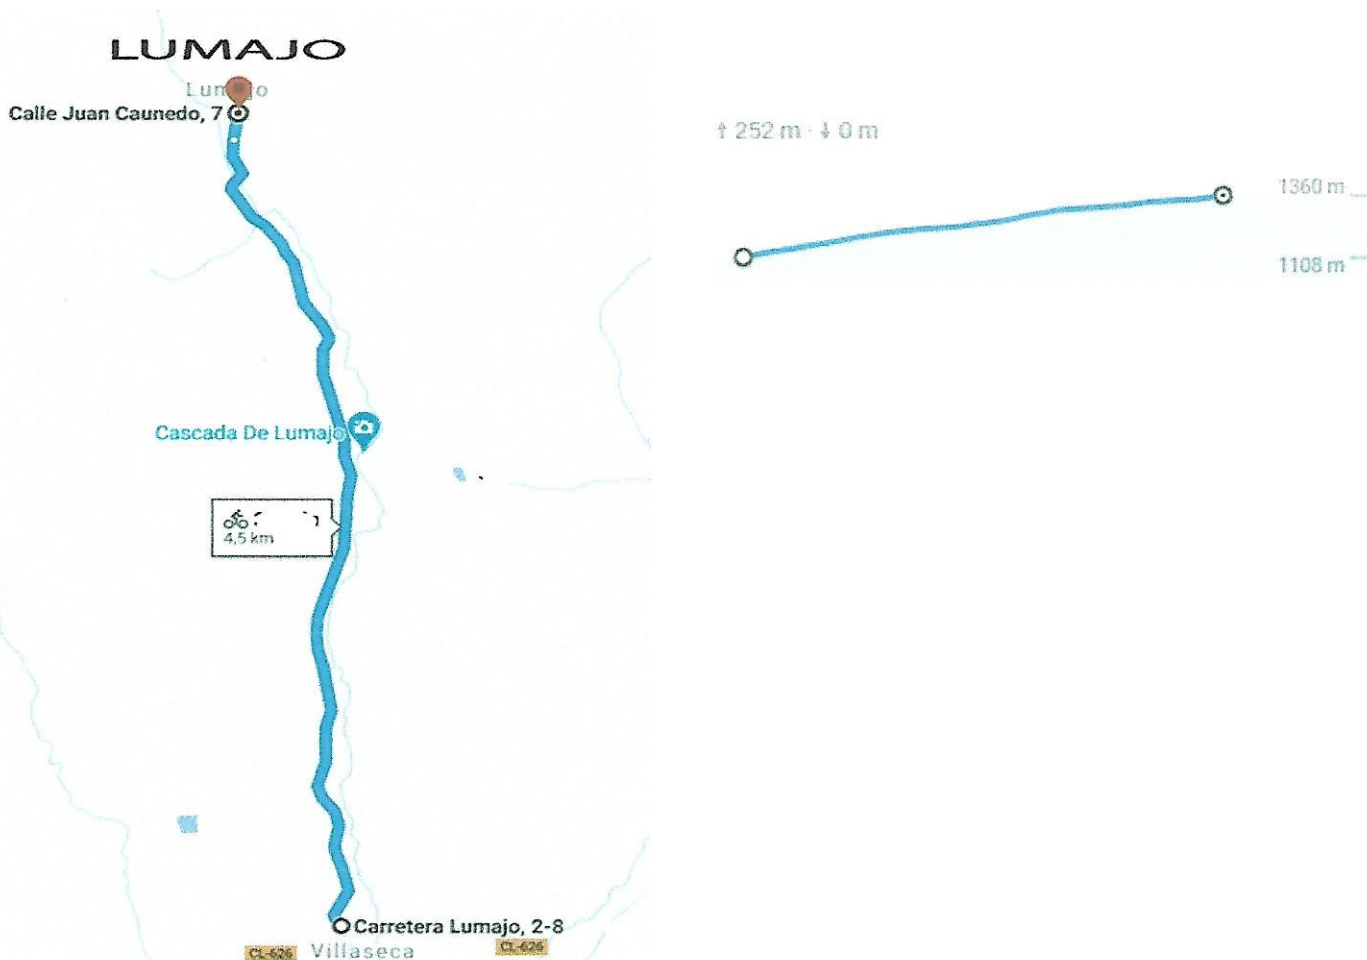 LUMAJO
Lumajo
Calle Juan Caunedo, 7
↑ 252 m · ↓ 0 m
1360 m
1108 m
Cascada De Lumajo
4,5 km
Carretera Lumajo, 2-8
CL-626
Villaseca
CL-626